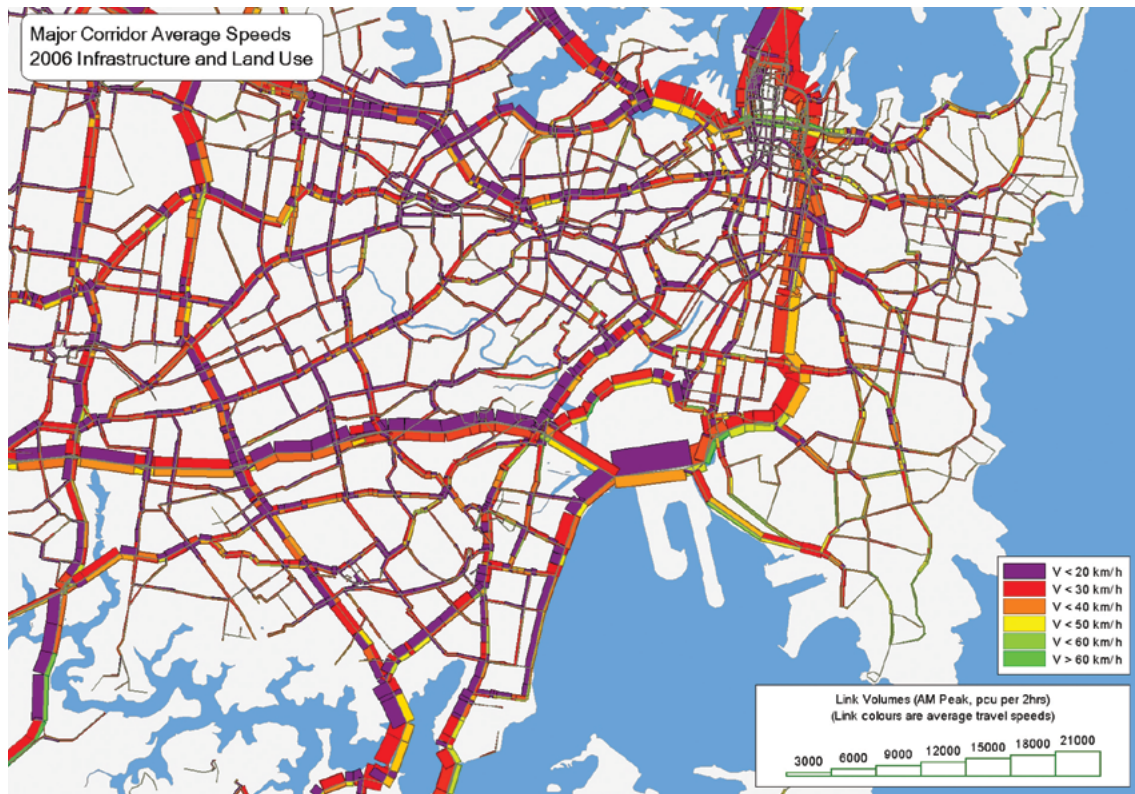 Major Corridor Average Speeds
2006 Infrastructure and Land Use
V < 20 km/h
V < 30 km/h
V < 40 km/h
V < 50 km/h
V < 60 km/h
V > 60 km/h
Link Volumes (AM Peak, pcu per 2hrs)
(Link colours are average travel speeds)
3000 6000 9000 12000 15000 18000 21000